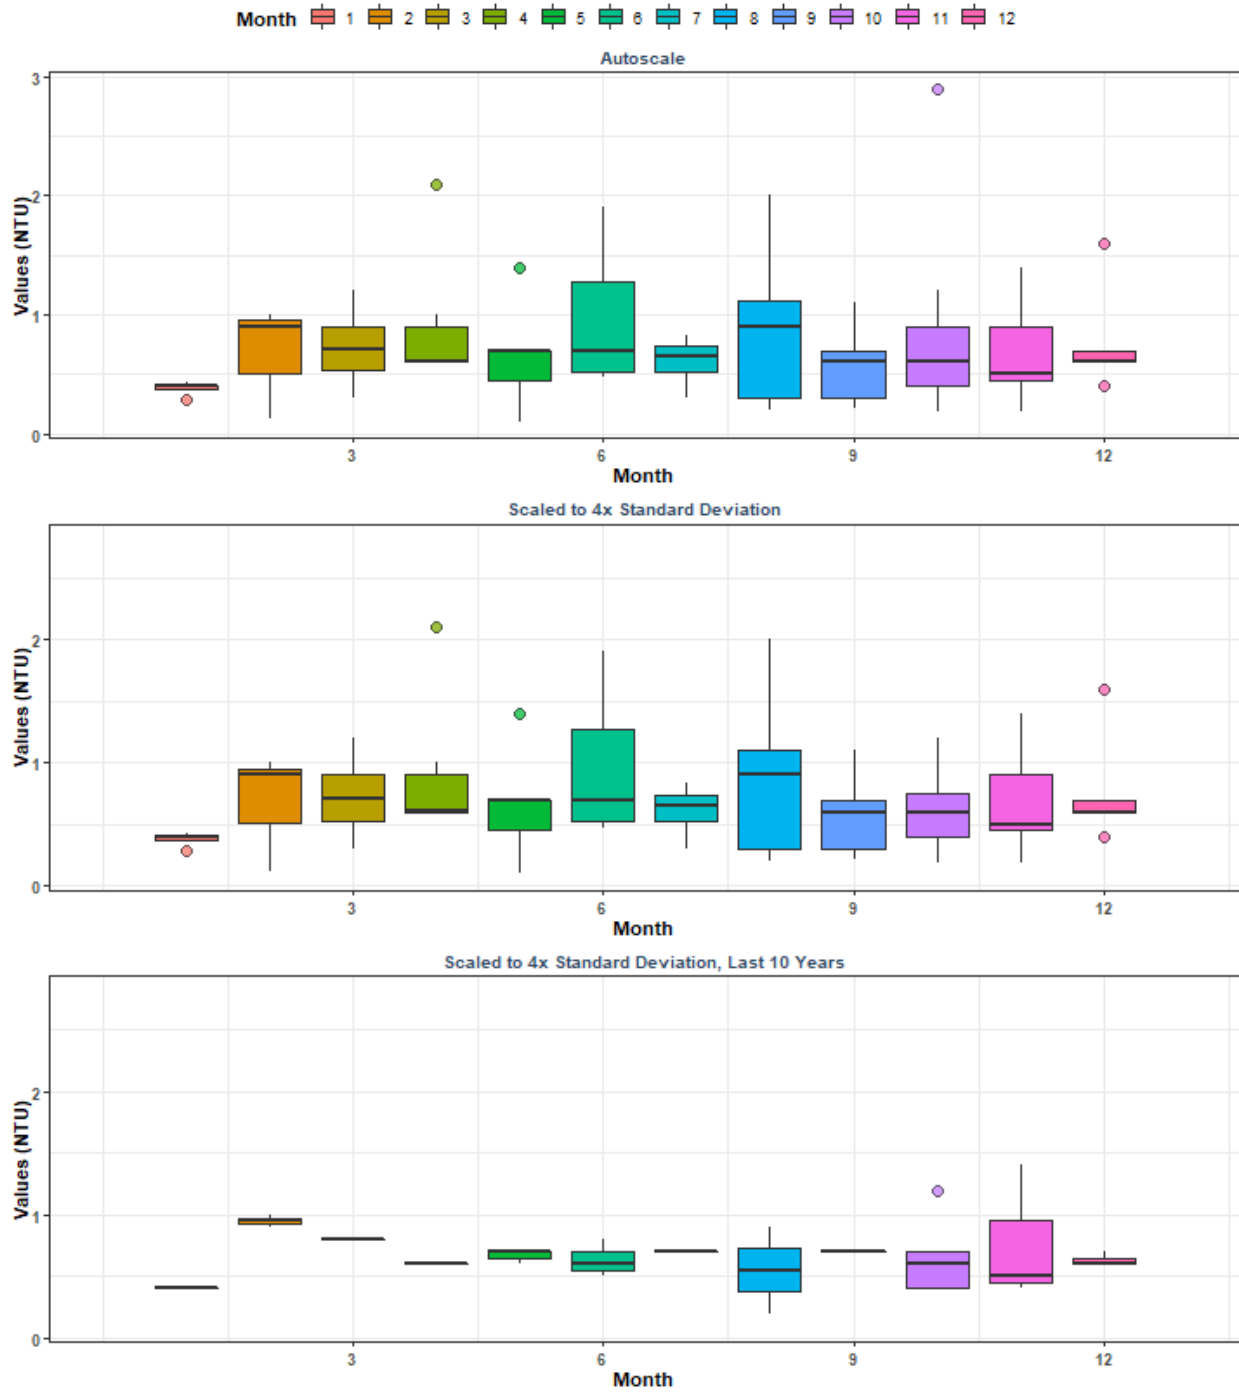 Month 1 2 3 4 5 6 7 8 9 10 11 12
Autoscale
Values (NTU)
3
2
1
0
3 6 9 12
Month
Scaled to 4x Standard Deviation
Values (NTU)
2
1
0
3 6 9 12
Month
Scaled to 4x Standard Deviation, Last 10 Years
Values (NTU)
2
1
0
3 6 9 12
Month